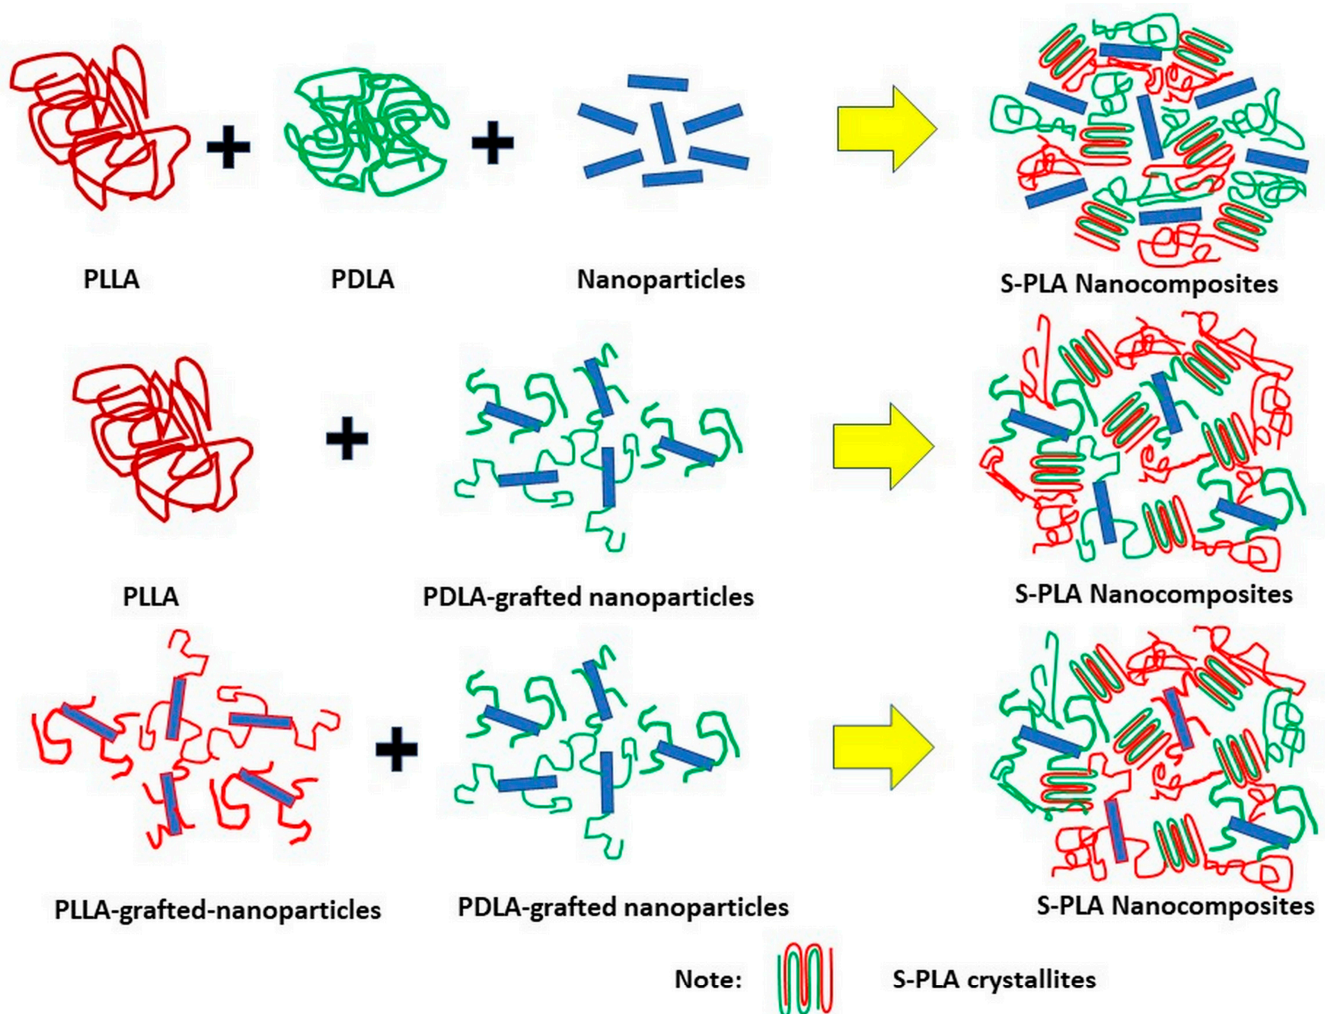 PLLA
PDLA
Nanoparticles
S-PLA Nanocomposites
PLLA
PDLA-grafted nanoparticles
S-PLA Nanocomposites
PLLA-grafted-nanoparticles
PDLA-grafted nanoparticles
S-PLA Nanocomposites
Note:
S-PLA crystallites